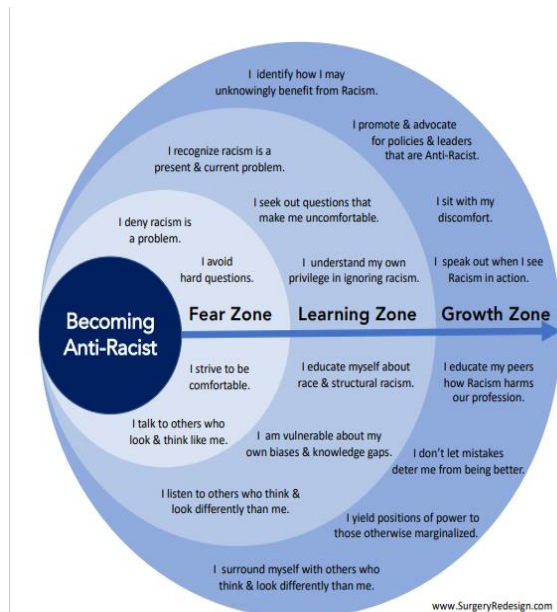 I identify how I may
unknowingly benefit from Racism.
I promote & advocate
for policies & leaders
that are Anti-Racist.
I recognize racism is a
present & current problem.
I seek out questions that
make me uncomfortable.
I sit with my
discomfort.
I deny racism is
a problem.
I avoid
hard questions.
I understand my own
privilege in ignoring racism.
I speak out when I see
Racism in action.
Becoming
Anti-Racist
Fear Zone
Learning Zone
Growth Zone
I strive to be
comfortable.
I educate myself about
race & structural racism.
I educate my peers
how Racism harms
our profession.
I talk to others who
look & think like me.
I am vulnerable about my
own biases & knowledge gaps.
I don't let mistakes
deter me from being better.
I listen to others who think &
look differently than me.
I yield positions of power to
those otherwise marginalized.
I surround myself with others who
think & look differently than me.
www.SurgeryRedesign.com